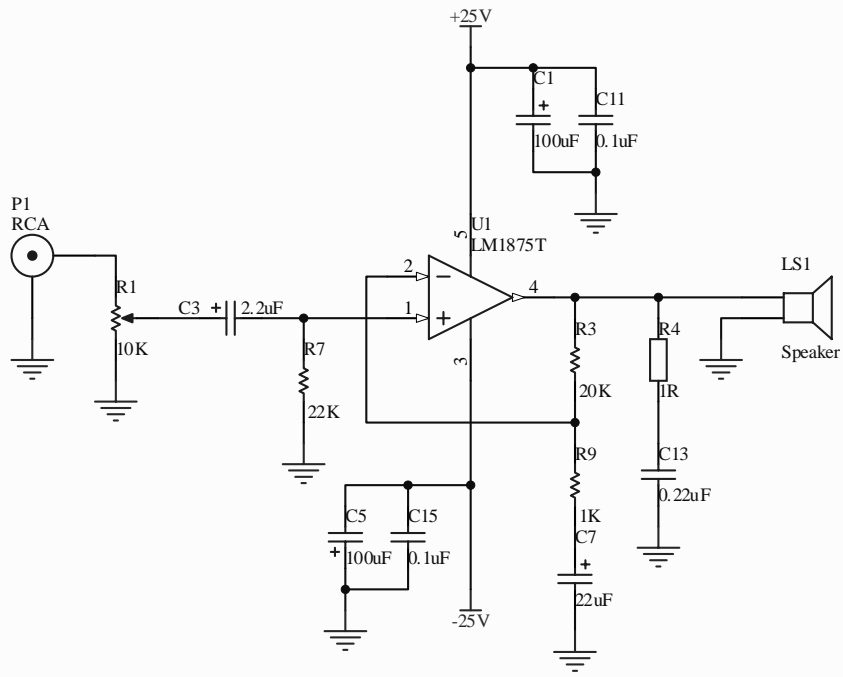 +25V
C1
+
C11
100uF
0.1uF
P1
RCA
U1
LM1875T
5
2
−
4
LS1
R1
C3
+
2.2uF
1
+
R3
R4
10K
R7
3
Speaker
22K
20K
1R
R9
C13
0.22uF
C5
C15
1K
C7
+
100uF
0.1uF
+
22uF
-25V